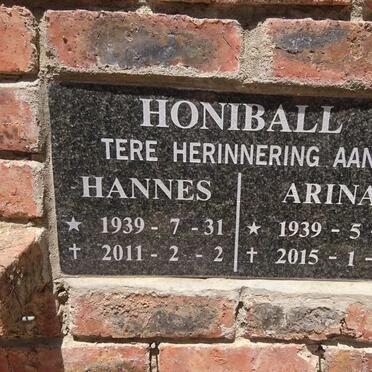 HONIBALL
TERE HERINNERING AAN
HANNES ARINA
★ 1939 - 7 - 31 ★ 1939 - 5
✝ 2011 - 2 - 2 ✝ 2015 - 1 -